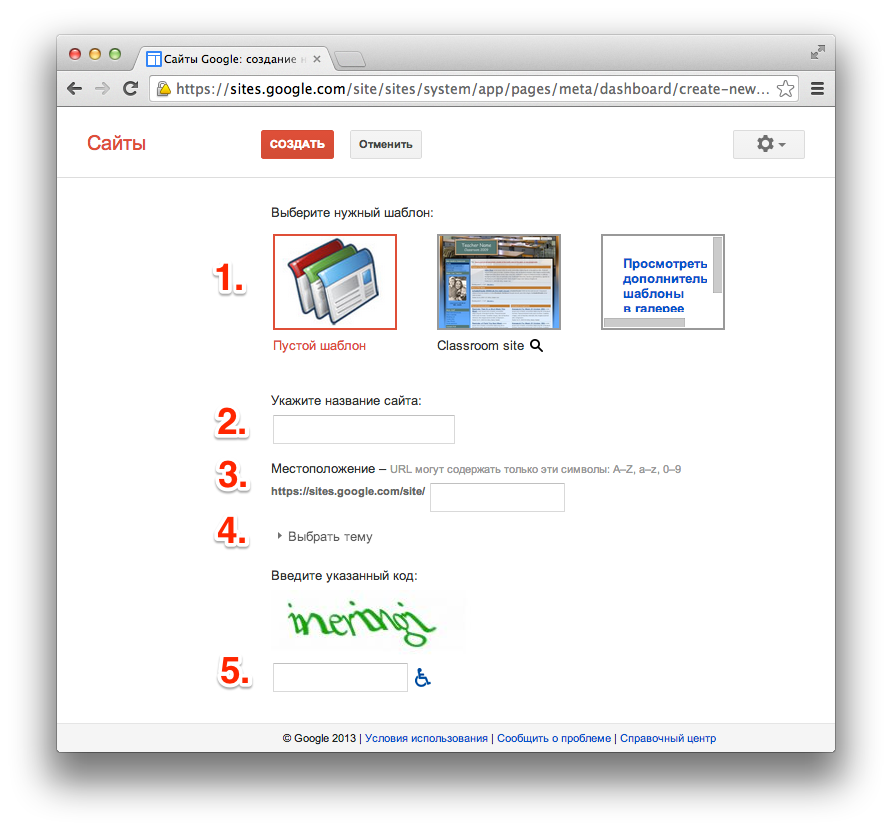 Сайты Google: создание н
https://sites.google.com/site/sites/system/app/pages/meta/dashboard/create-new...
Сайты
СОЗДАТЬ
Отменить
Выберите нужный шаблон:
1.
Просмотреть
дополнитель
шаблоны
в галерее
Teacher Name
Пустой шаблон
Classroom site
Укажите название сайта:
2.
3.
Местоположение – URL могут содержать только эти символы: A–Z, a–z, 0–9
https://sites.google.com/site/
4.
Выбрать тему
Введите указанный код:
5.
© Google 2013 | Условия использования | Сообщить о проблеме | Справочный центр